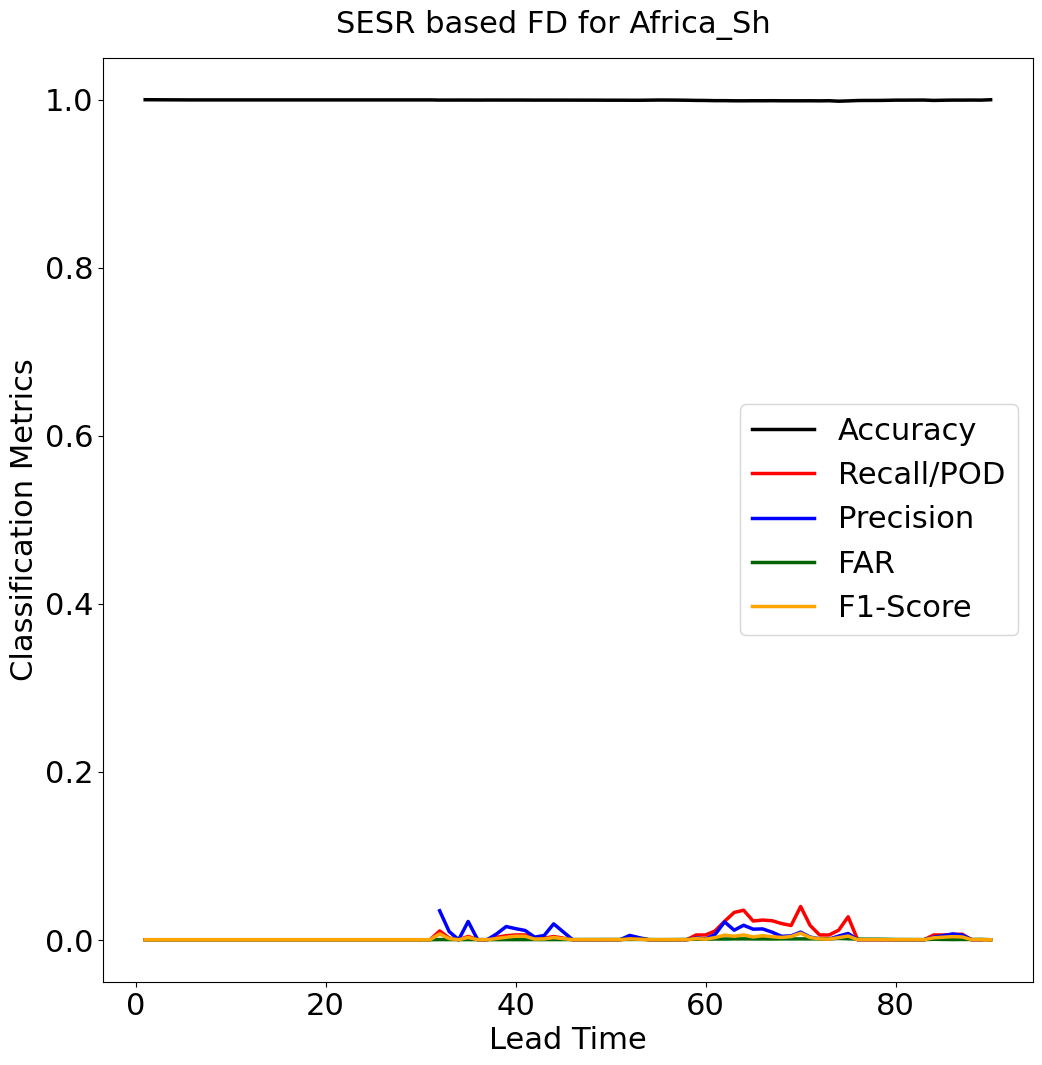 SESR based FD for Africa_Sh
Classification Metrics
1.0
0.8
0.6
0.4
0.2
0.0
Accuracy
Recall/POD
Precision
FAR
F1-Score
0 20 40 60 80
Lead Time